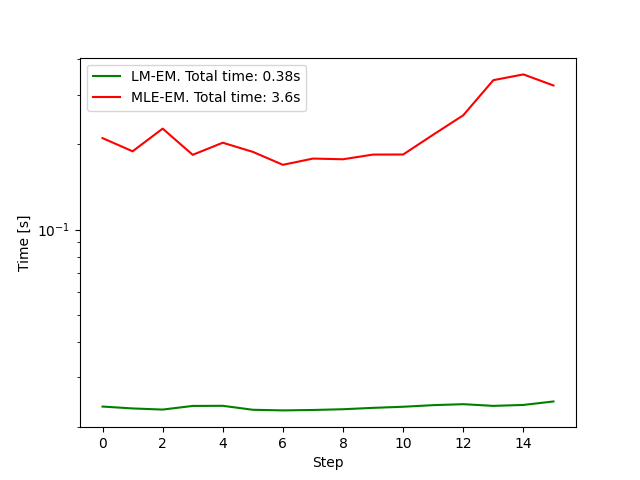 LM-EM. Total time: 0.38s
MLE-EM. Total time: 3.6s
Time [s]
10⁻¹
0 2 4 6 8 10 12 14
Step